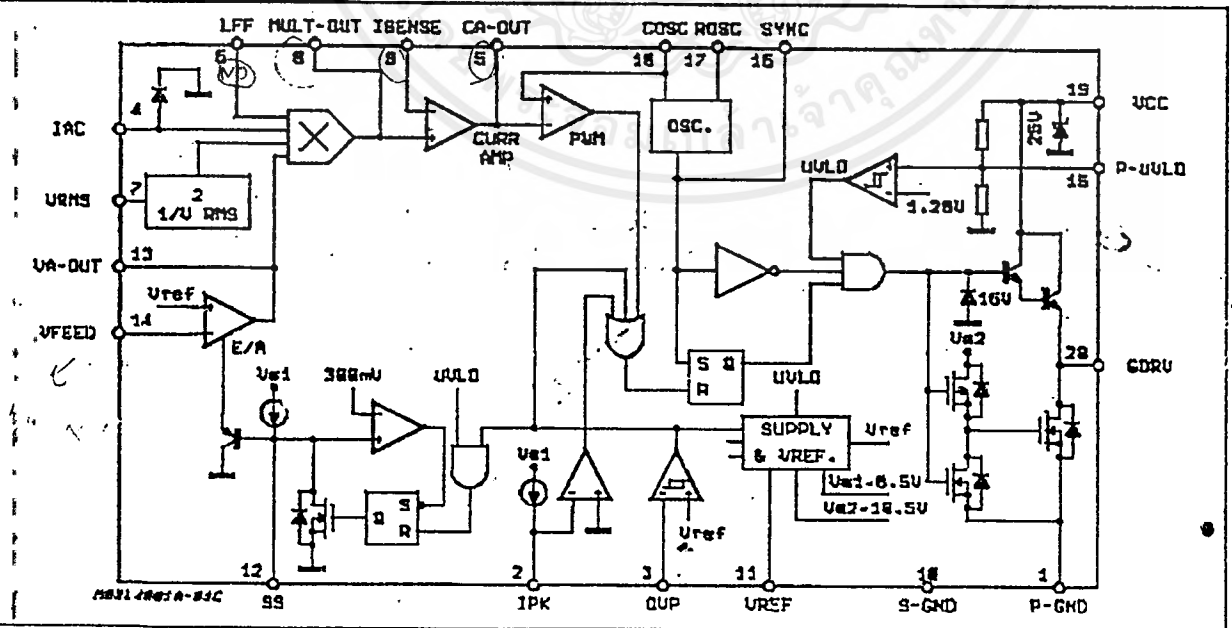 LFF MULT-OUT ISENSE CA-OUT COSC ROSC SYNC
6 8 9 5 18 17 16
4
IAC
OSC.
19
VCC
25V
CURR
AMP
PWM
UVLO
P-UVLO
15
1.28V
7
VRMS
2
1/V RMS
13
VA-OUT
Vref
14
VFEED
E/A
16V
Vs2
20
GDRV
S Q
R
Vs1
300mV
UVLO
UVLO
SUPPLY
& VREF.
Vref
Vs1-6.5V
Vs2-10.5V
Vs1
Q S
R
Vref
12
SS
2
IPK
3
OVP
11
VREF
10
S-GND
1
P-GND